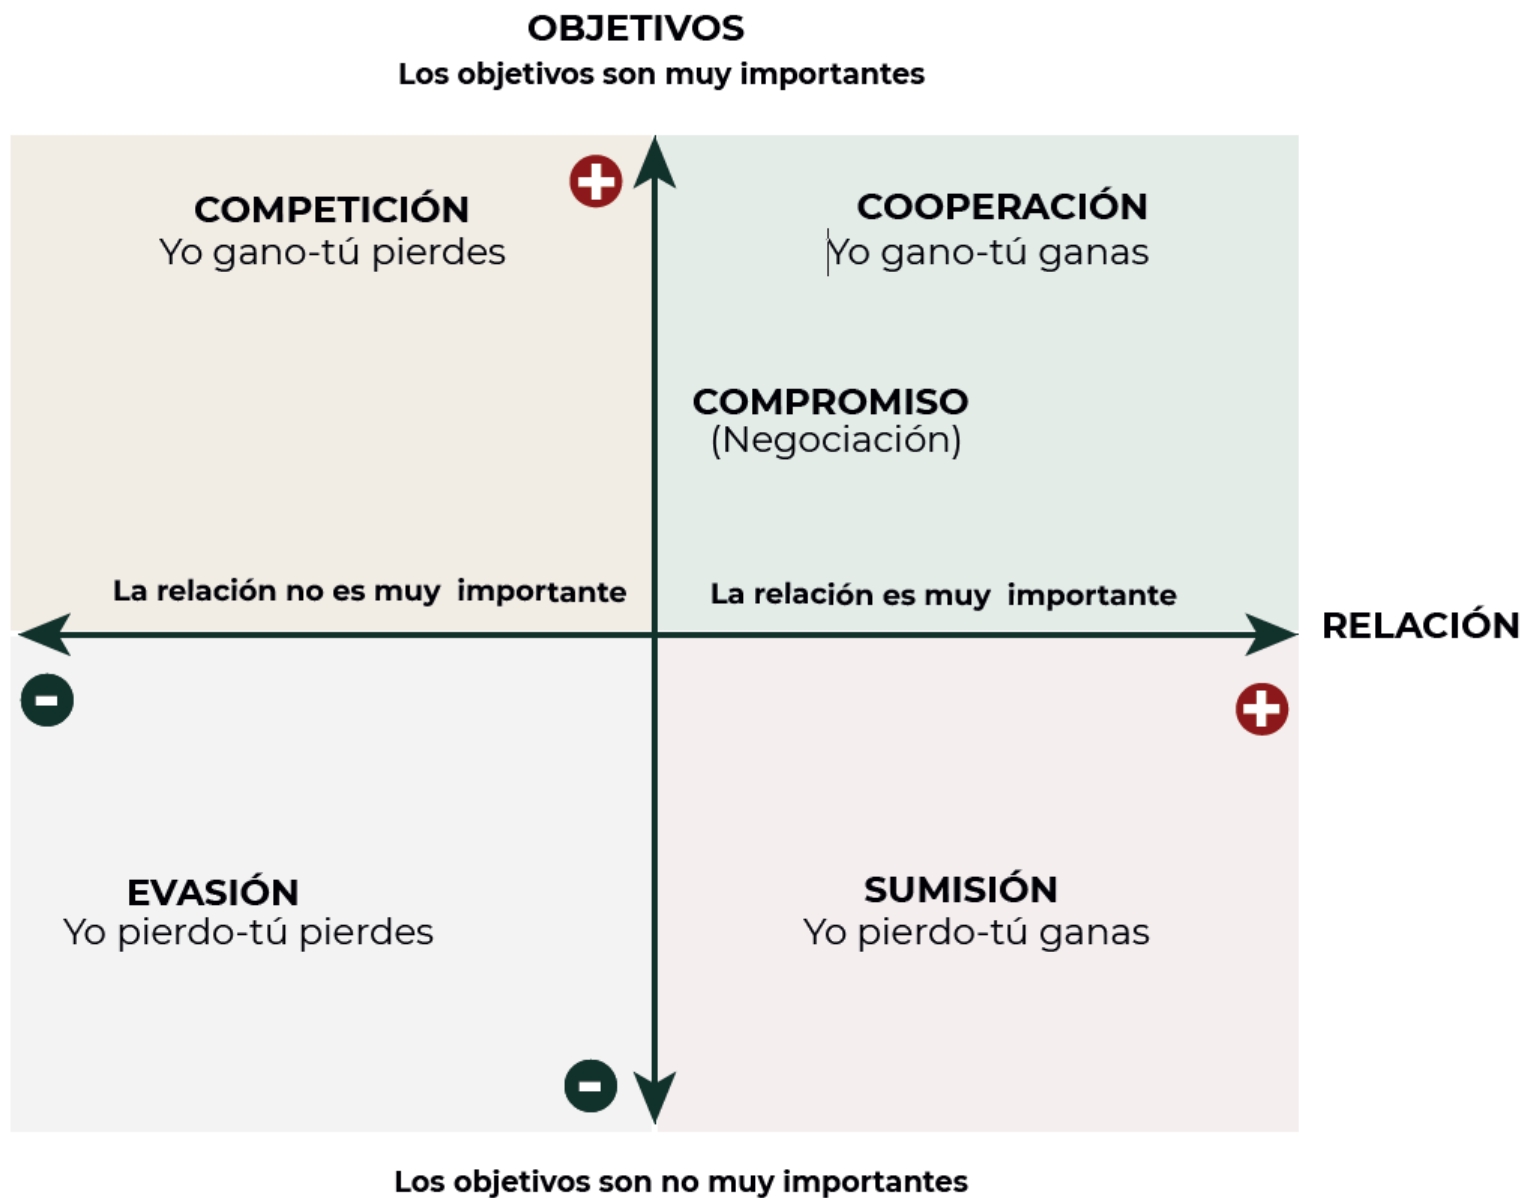 OBJETIVOS
Los objetivos son muy importantes
COMPETICIÓN
Yo gano-tú pierdes
COOPERACIÓN
Yo gano-tú ganas
COMPROMISO
(Negociación)
La relación no es muy importante
La relación es muy importante
RELACIÓN
-
+
+
EVASIÓN
Yo pierdo-tú pierdes
SUMISIÓN
Yo pierdo-tú ganas
-
Los objetivos son no muy importantes